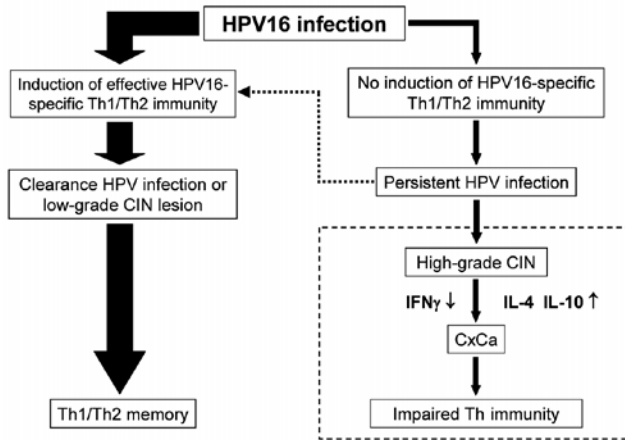 HPV16 infection
Induction of effective HPV16-
specific Th1/Th2 immunity
No induction of HPV16-specific
Th1/Th2 immunity
Clearance HPV infection or
low-grade CIN lesion
Persistent HPV infection
High-grade CIN
IFNγ ↓ IL-4 IL-10 ↑
CxCa
Th1/Th2 memory
Impaired Th immunity